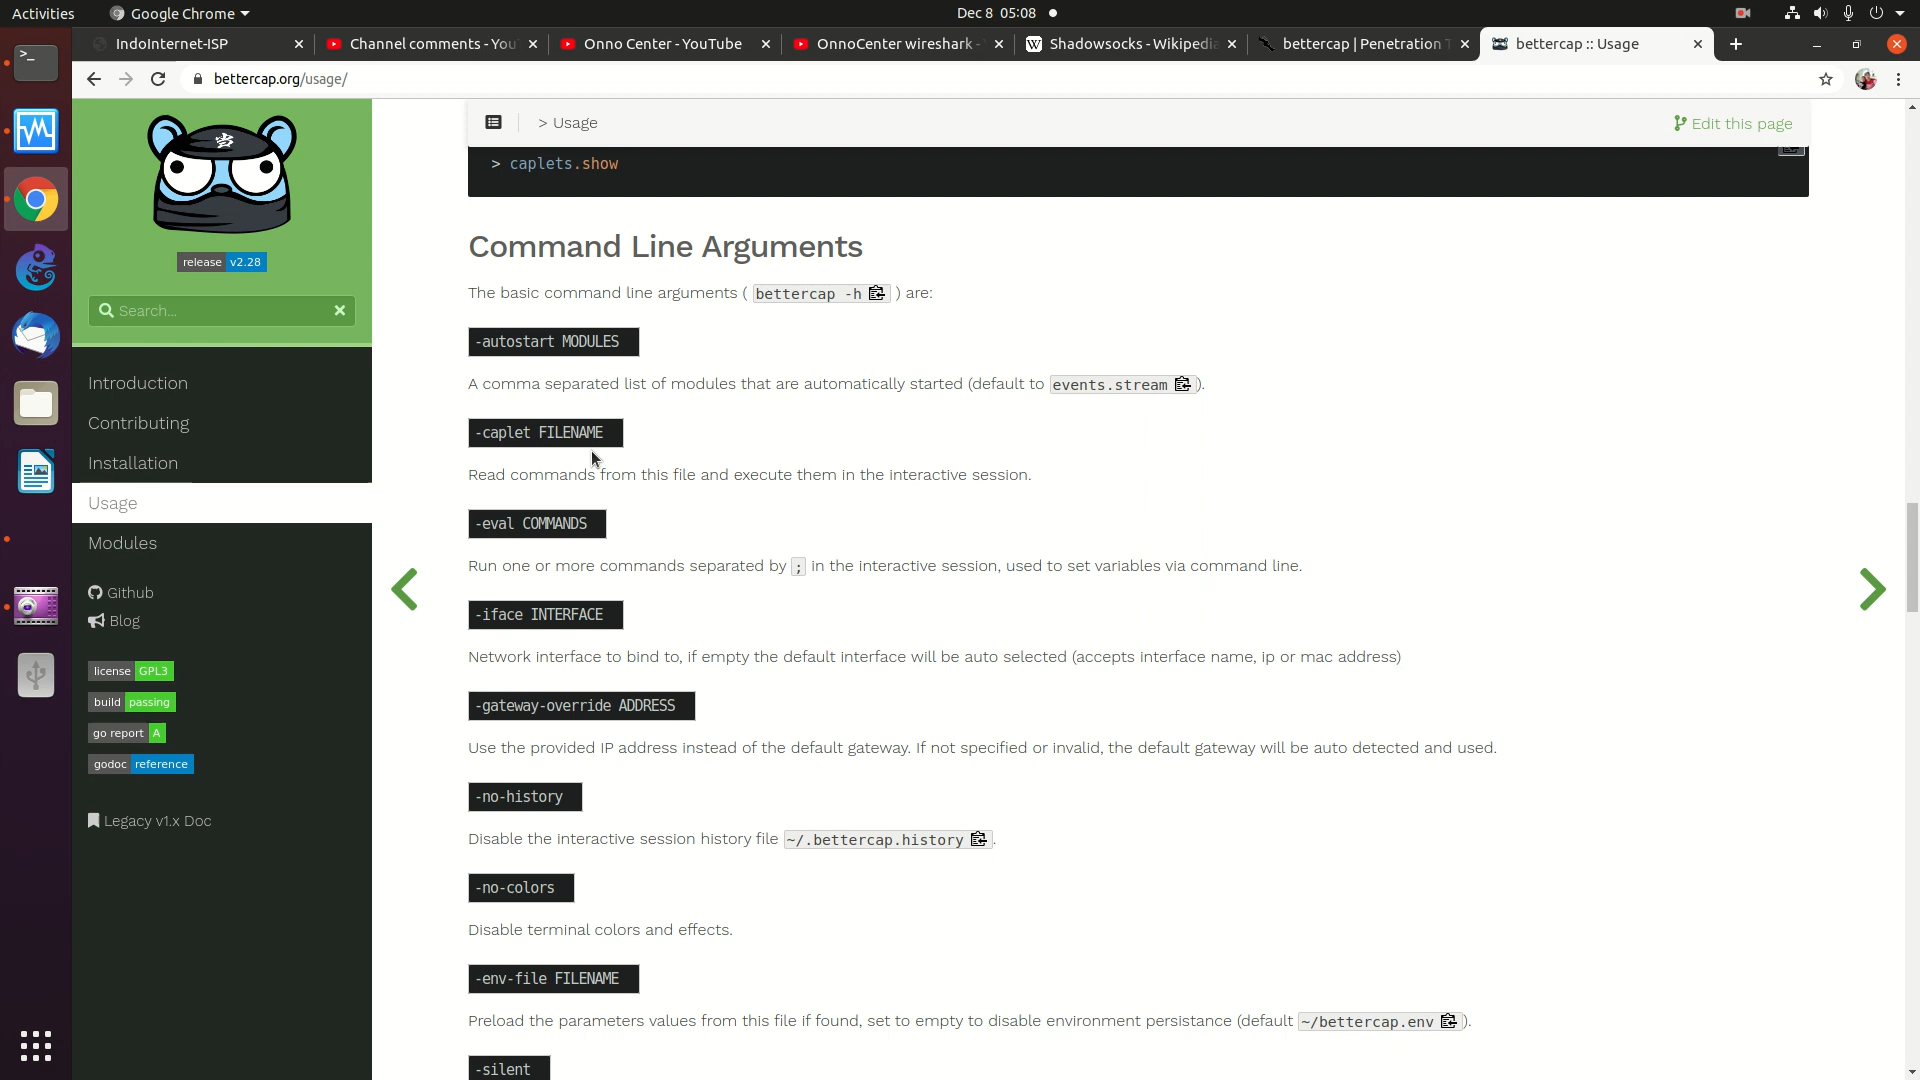 Activities
Google Chrome
Dec 8 05:08
IndoInternet-ISP
Channel comments - You
Onno Center - YouTube
OnnoCenter wireshark - Y
Shadowsocks - Wikipedia
bettercap | Penetration T
bettercap :: Usage
bettercap.org/usage/
> Usage
Edit this page
release v2.28
Search...
Introduction
Contributing
Installation
Usage
Modules
Github
Blog
license GPL3
build passing
go report A
godoc reference
Legacy v1.x Doc
> caplets.show
Command Line Arguments
The basic command line arguments ( bettercap -h ) are:
-autostart MODULES
A comma separated list of modules that are automatically started (default to events.stream ).
-caplet FILENAME
Read commands from this file and execute them in the interactive session.
-eval COMMANDS
Run one or more commands separated by ; in the interactive session, used to set variables via command line.
-iface INTERFACE
Network interface to bind to, if empty the default interface will be auto selected (accepts interface name, ip or mac address)
-gateway-override ADDRESS
Use the provided IP address instead of the default gateway. If not specified or invalid, the default gateway will be auto detected and used.
-no-history
Disable the interactive session history file ~/.bettercap.history .
-no-colors
Disable terminal colors and effects.
-env-file FILENAME
Preload the parameters values from this file if found, set to empty to disable environment persistance (default ~/bettercap.env ).
-silent